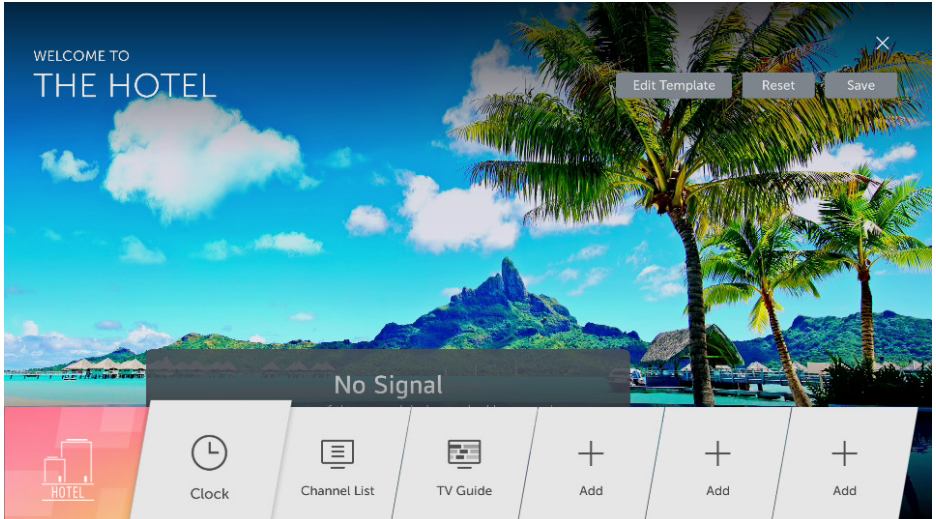 WELCOME TO
THE HOTEL
Edit Template
Reset
Save
No Signal
HOTEL
Clock
Channel List
TV Guide
Add
Add
Add